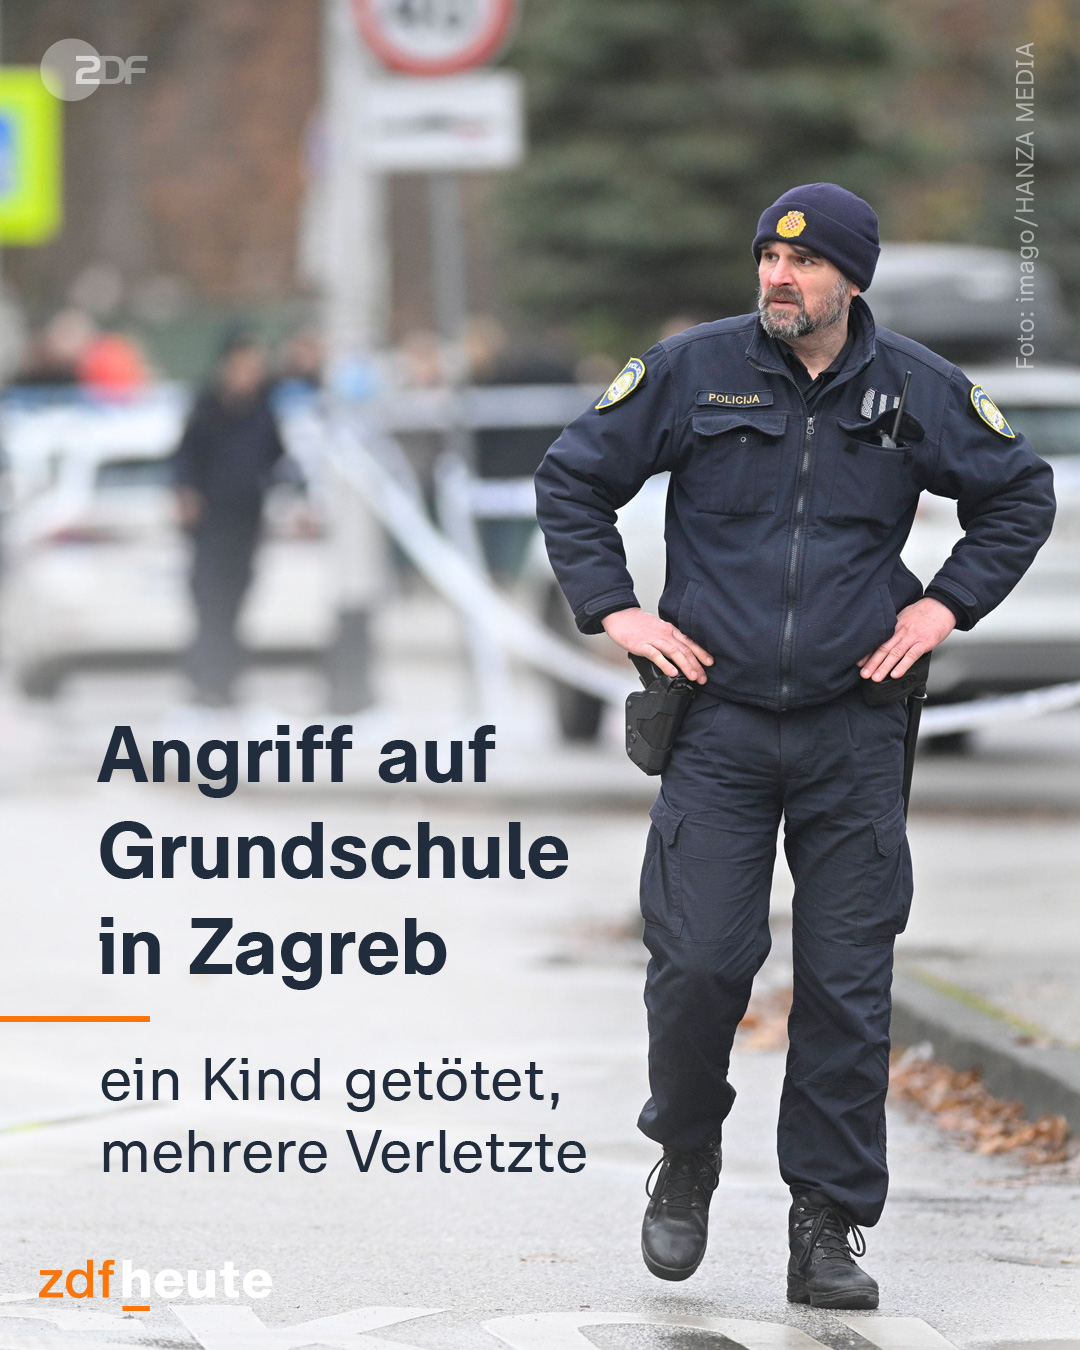 ZDF
Foto: imago/HANZA MEDIA
POLICIJA
Angriff auf
Grundschule
in Zagreb
ein Kind getötet,
mehrere Verletzte
zdfheute